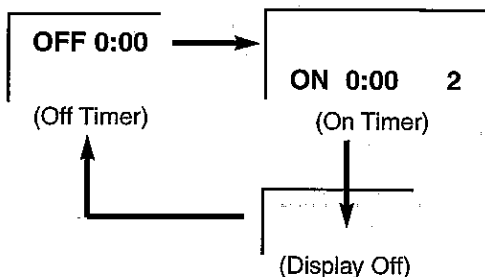 OFF 0:00
(Off Timer)
ON 0:00 2
(On Timer)
(Display Off)